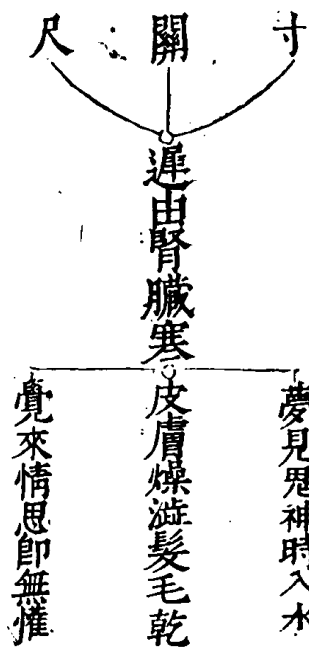 寸
關
尺
遲由腎臟寒
夢見鬼神時入水
皮膚燥澁髮毛乾
覺來情思即無懽